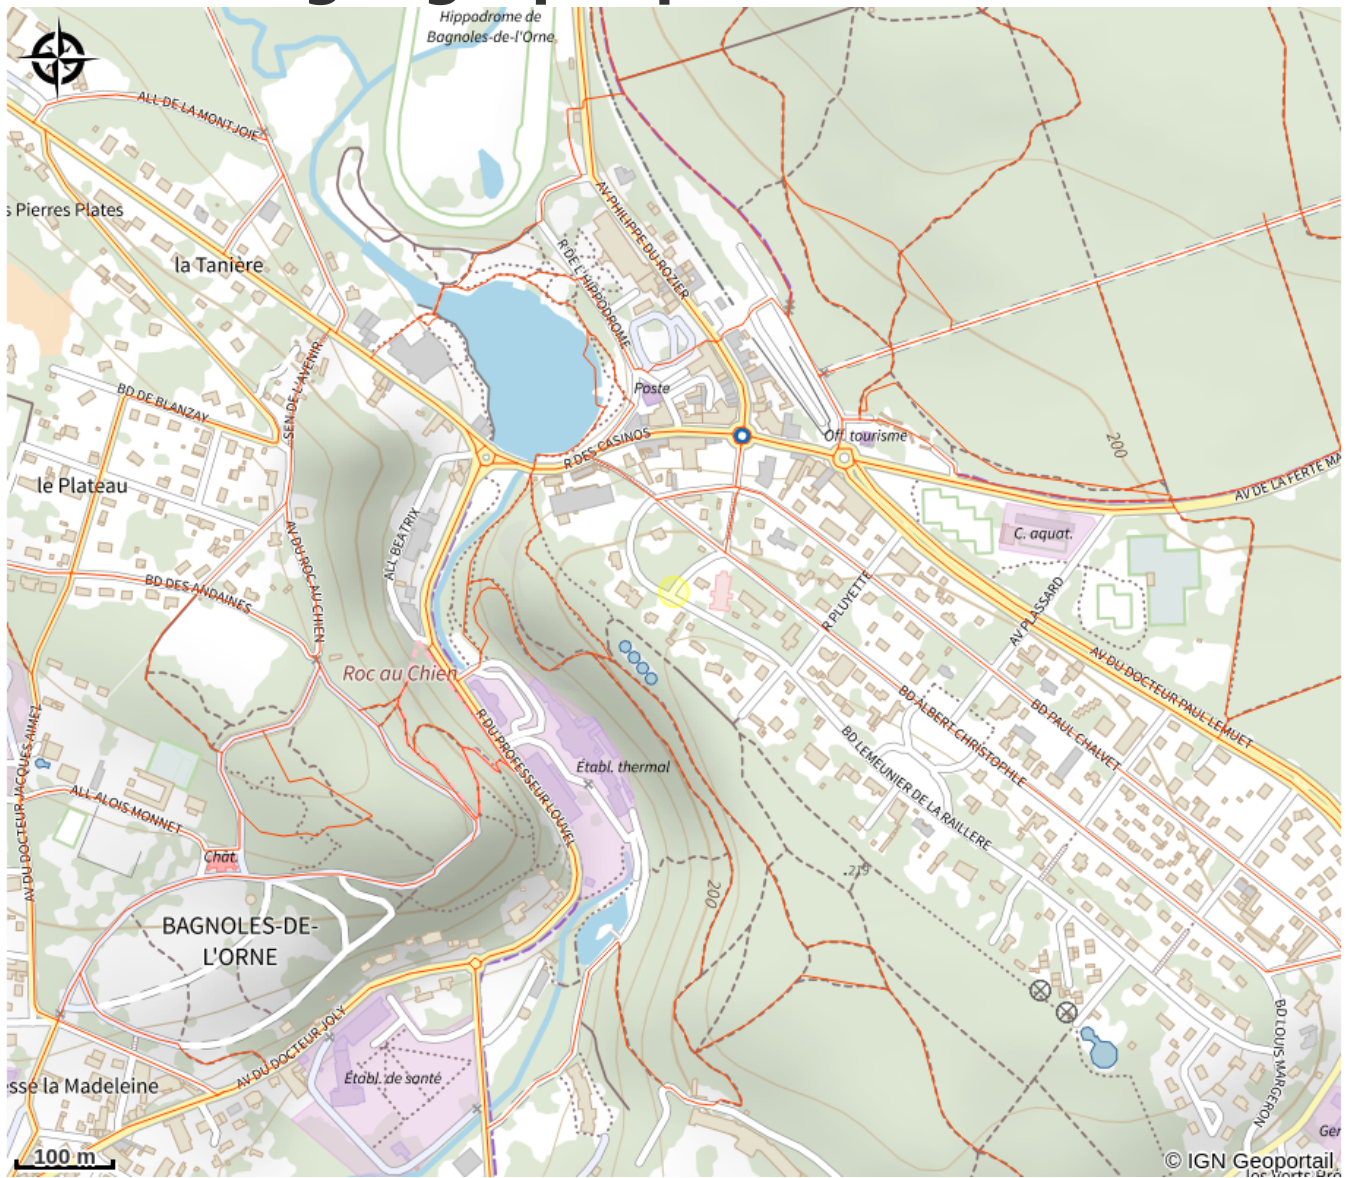 Hippodrome de
Bagnoles-de-l'Orne
ALL DE LA MONTJOIE
s Pierres Plates
la Tanière
AV PHILIPPE DU ROZIER
R DE L'HIPPODROME
SEN DE L'AVENIR
BD DE BLANZAY
Poste
R DES CASINOS
Off. tourisme
200
AV DE LA FERTE MA
le Plateau
ALL BEATRIX
C. aquat.
AV DU ROC AU CHIEN
BD DES ANDAINES
R PLUYETTE
AV PLASSARD
Roc au Chien
AV DU DOCTEUR PAUL LEMUET
BD ALBERT CHRISTOPHLE
BD PAUL CHALVET
AV DU DOCTEUR JACQUES AIMEZ
R DU PROFESSEUR LOUVEL
Établ. thermal
BD LEMEUNIER DE LA RAILLERE
ALL ALOIS MONNET
Chât.
219
200
BAGNOLES-DE-
L'ORNE
AV DU DOCTEUR JOLY
BD LOUIS MARGERON
Établ. de santé
esse la Madeleine
Ger
100 m
© IGN Geoportail